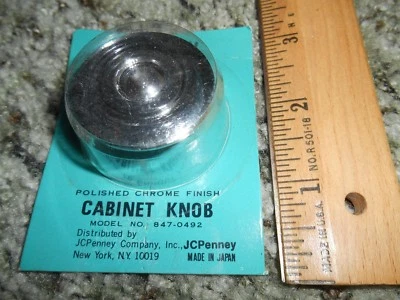 POLISHED CHROME FINISH
CABINET KNOB
MODEL NO. 847-0492
Distributed by
JCPenney Company, Inc., JCPenney
New York, N.Y. 10019 MADE IN JAPAN
3
2
1
NO. R501-16
MADE IN U.S.A.